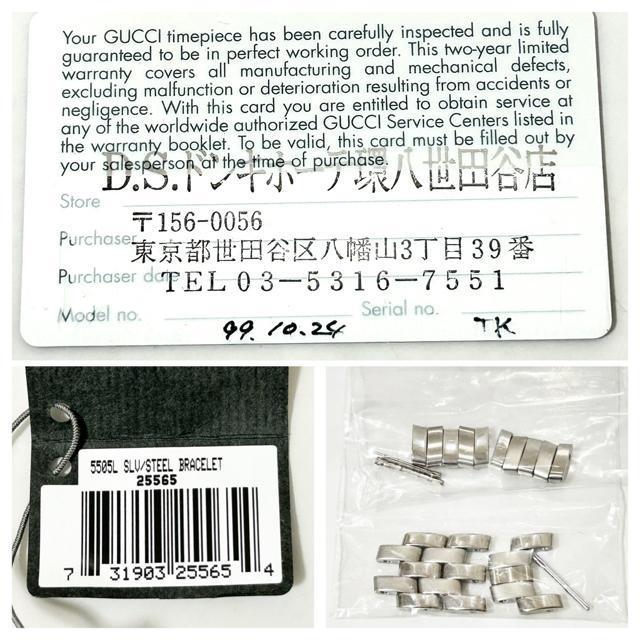 Your GUCCI timepiece has been carefully inspected and is fully
guaranteed to be in perfect working order. This two-year limited
warranty covers all manufacturing and mechanical defects,
excluding malfunction or deterioration resulting from accidents or
negligence. With this card you are entitled to obtain service at
any of the worldwide authorized GUCCI Service Centers listed in
the warranty booklet. To be valid, this card must be filled out by
your salesperson at the time of purchase.
D.S.ドンキホーテ環八世田谷店
Store
〒156-0056
Purchaser
東京都世田谷区八幡山3丁目39番
Purchaser date
TEL03-5316-7551
Model no.
Serial no.
99.10.24
TK
5505L SLV/STEEL BRACELET
25565
7 31903 25565 4